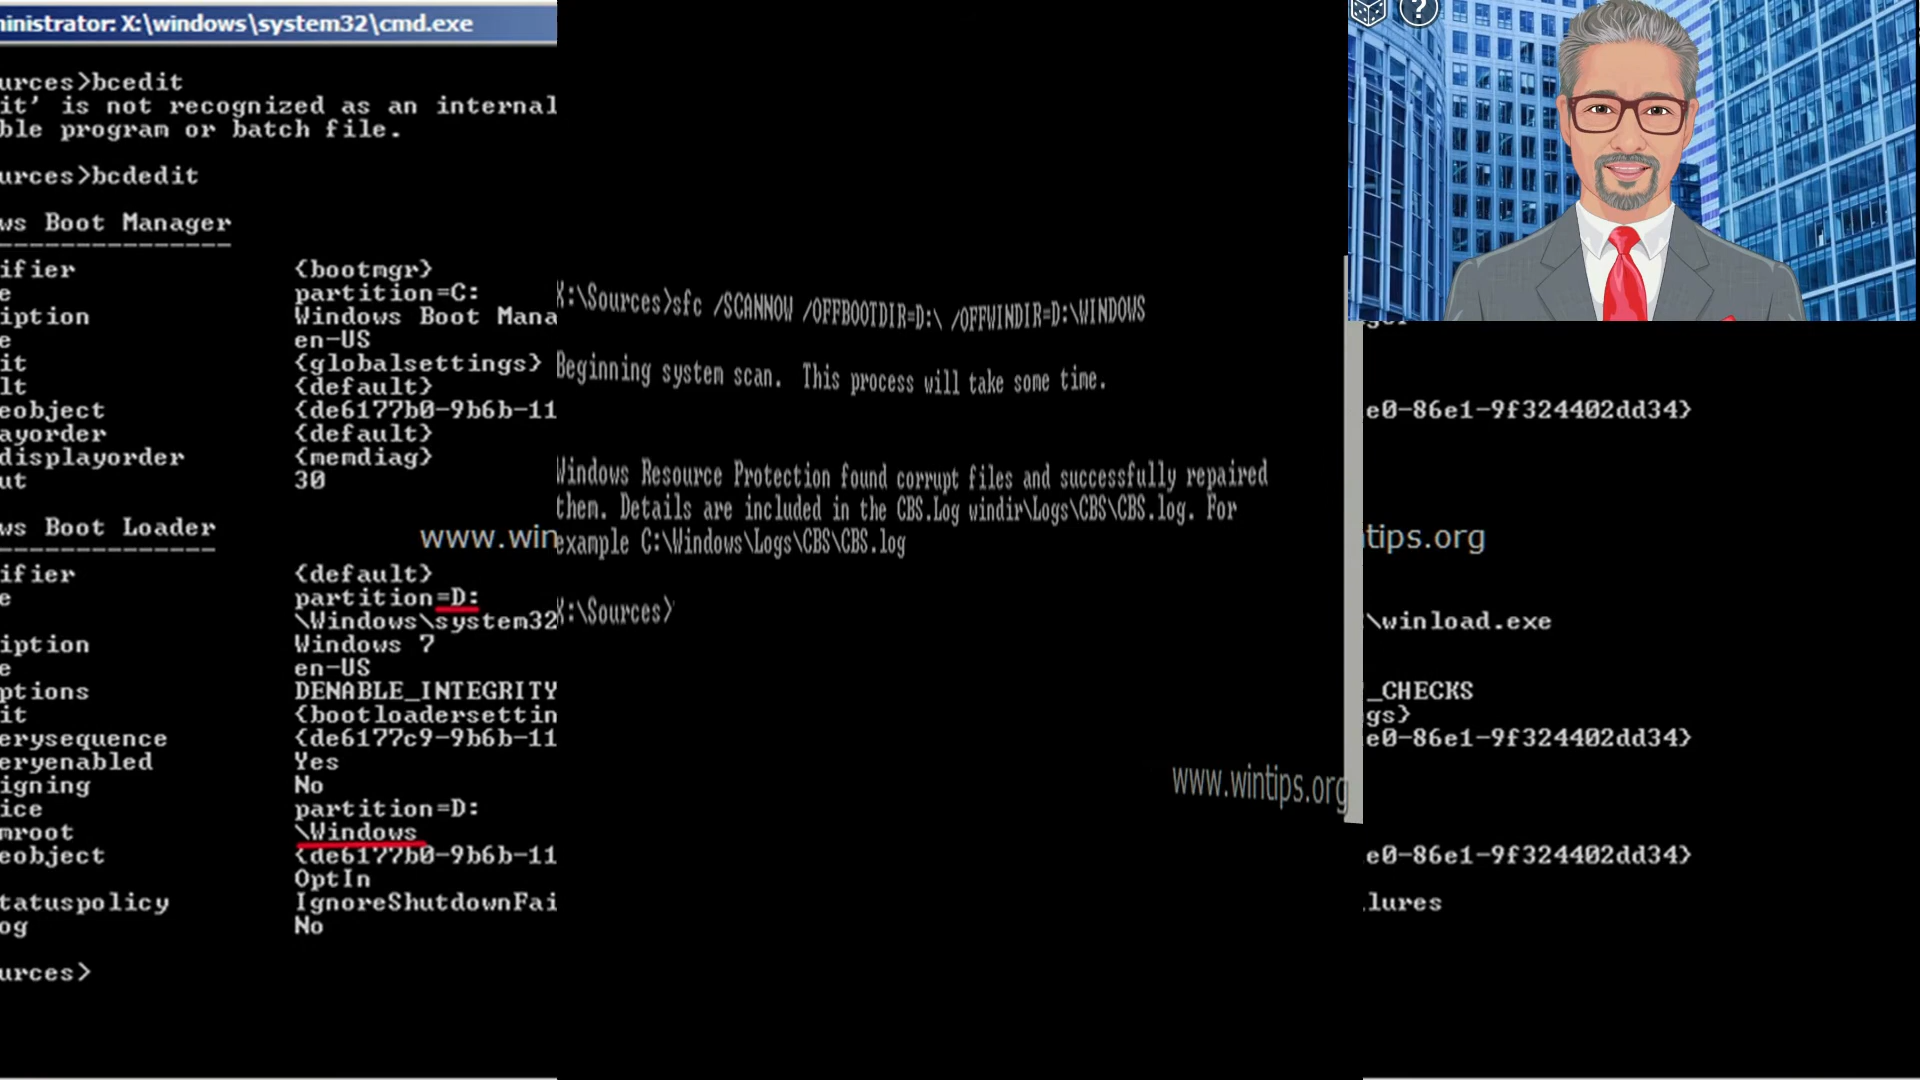 ministrator: X:\windows\system32\cmd.exe
urces>bcedit
it' is not recognized as an internal
ble program or batch file.
urces>bcdedit
ws Boot Manager
---------------
ifier {bootmgr}
e partition=C:
iption Windows Boot Mana
e en-US
it {globalsettings}
lt {default}
eobject {de6177b0-9b6b-11
ayorder {default}
displayorder {memdiag}
ut 30
ws Boot Loader
--------------
www.win
ifier {default}
e partition=D:
\Windows\system32
iption Windows 7
e en-US
ptions DENABLE_INTEGRITY
it {bootloadersettin
erysequence {de6177c9-9b6b-11
eryenabled Yes
igning No
ice partition=D:
mroot \Windows
eobject {de6177b0-9b6b-11
OptIn
tatuspolicy IgnoreShutdownFai
og No
urces>
X:\Sources>sfc /SCANNOW /OFFBOOTDIR=D:\ /OFFWINDIR=D:\WINDOWS
Beginning system scan. This process will take some time.
Windows Resource Protection found corrupt files and successfully repaired
them. Details are included in the CBS.Log windir\Logs\CBS\CBS.log. For
example C:\Windows\Logs\CBS\CBS.log
X:\Sources>
www.wintips.org
?
e0-86e1-9f324402dd34}
tips.org
\winload.exe
_CHECKS
gs}
e0-86e1-9f324402dd34}
e0-86e1-9f324402dd34}
lures